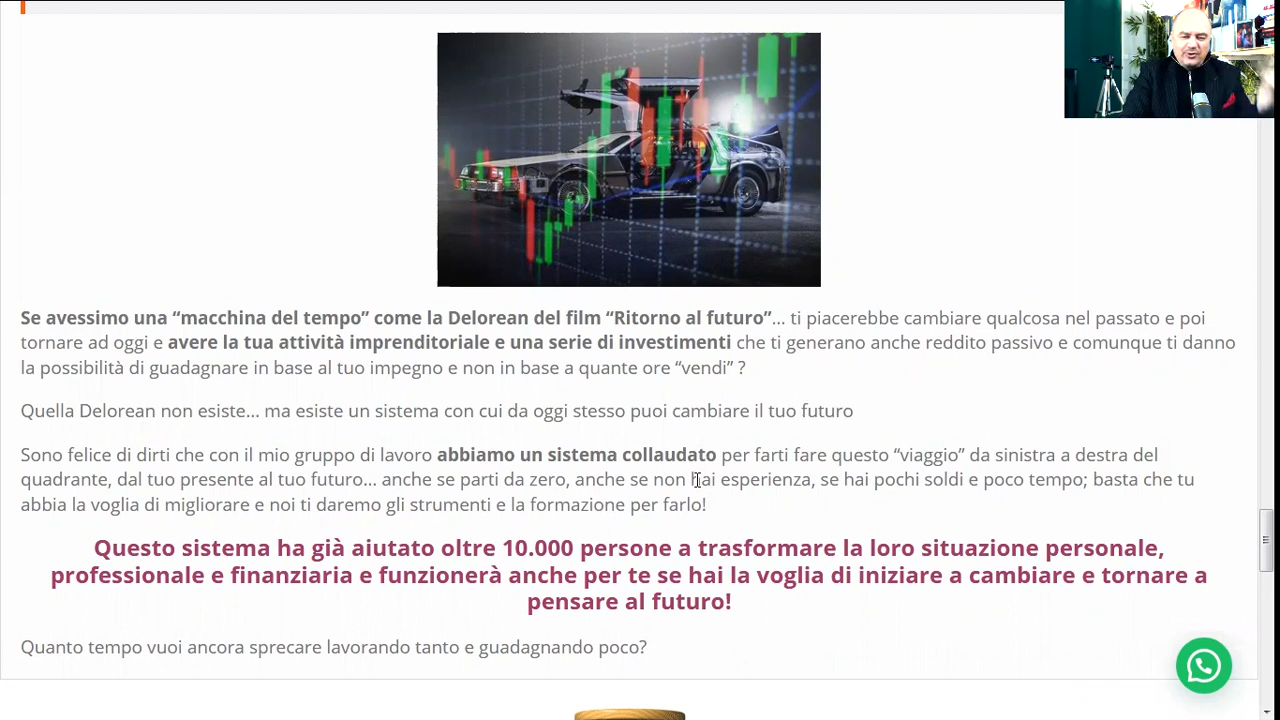 Se avessimo una “macchina del tempo” come la Delorean del film “Ritorno al futuro”... ti piacerebbe cambiare qualcosa nel passato e poi
tornare ad oggi e avere la tua attività imprenditoriale e una serie di investimenti che ti generano anche reddito passivo e comunque ti danno
la possibilità di guadagnare in base al tuo impegno e non in base a quante ore “vendi” ?
Quella Delorean non esiste... ma esiste un sistema con cui da oggi stesso puoi cambiare il tuo futuro
Sono felice di dirti che con il mio gruppo di lavoro abbiamo un sistema collaudato per farti fare questo “viaggio” da sinistra a destra del
quadrante, dal tuo presente al tuo futuro... anche se parti da zero, anche se non hai esperienza, se hai pochi soldi e poco tempo; basta che tu
abbia la voglia di migliorare e noi ti daremo gli strumenti e la formazione per farlo!
Questo sistema ha già aiutato oltre 10.000 persone a trasformare la loro situazione personale,
professionale e finanziaria e funzionerà anche per te se hai la voglia di iniziare a cambiare e tornare a
pensare al futuro!
Quanto tempo vuoi ancora sprecare lavorando tanto e guadagnando poco?